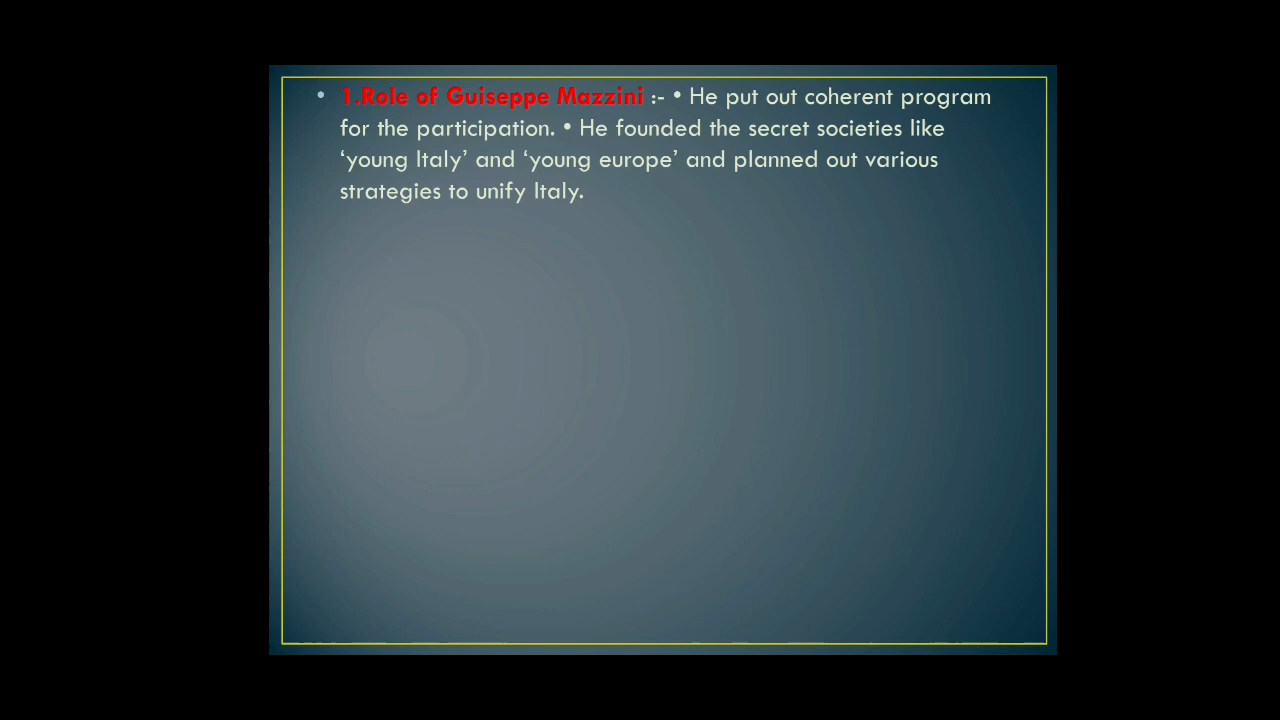 • 1.Role of Guiseppe Mazzini :- • He put out coherent program
for the participation. • He founded the secret societies like
‘young Italy’ and ‘young europe’ and planned out various
strategies to unify Italy.